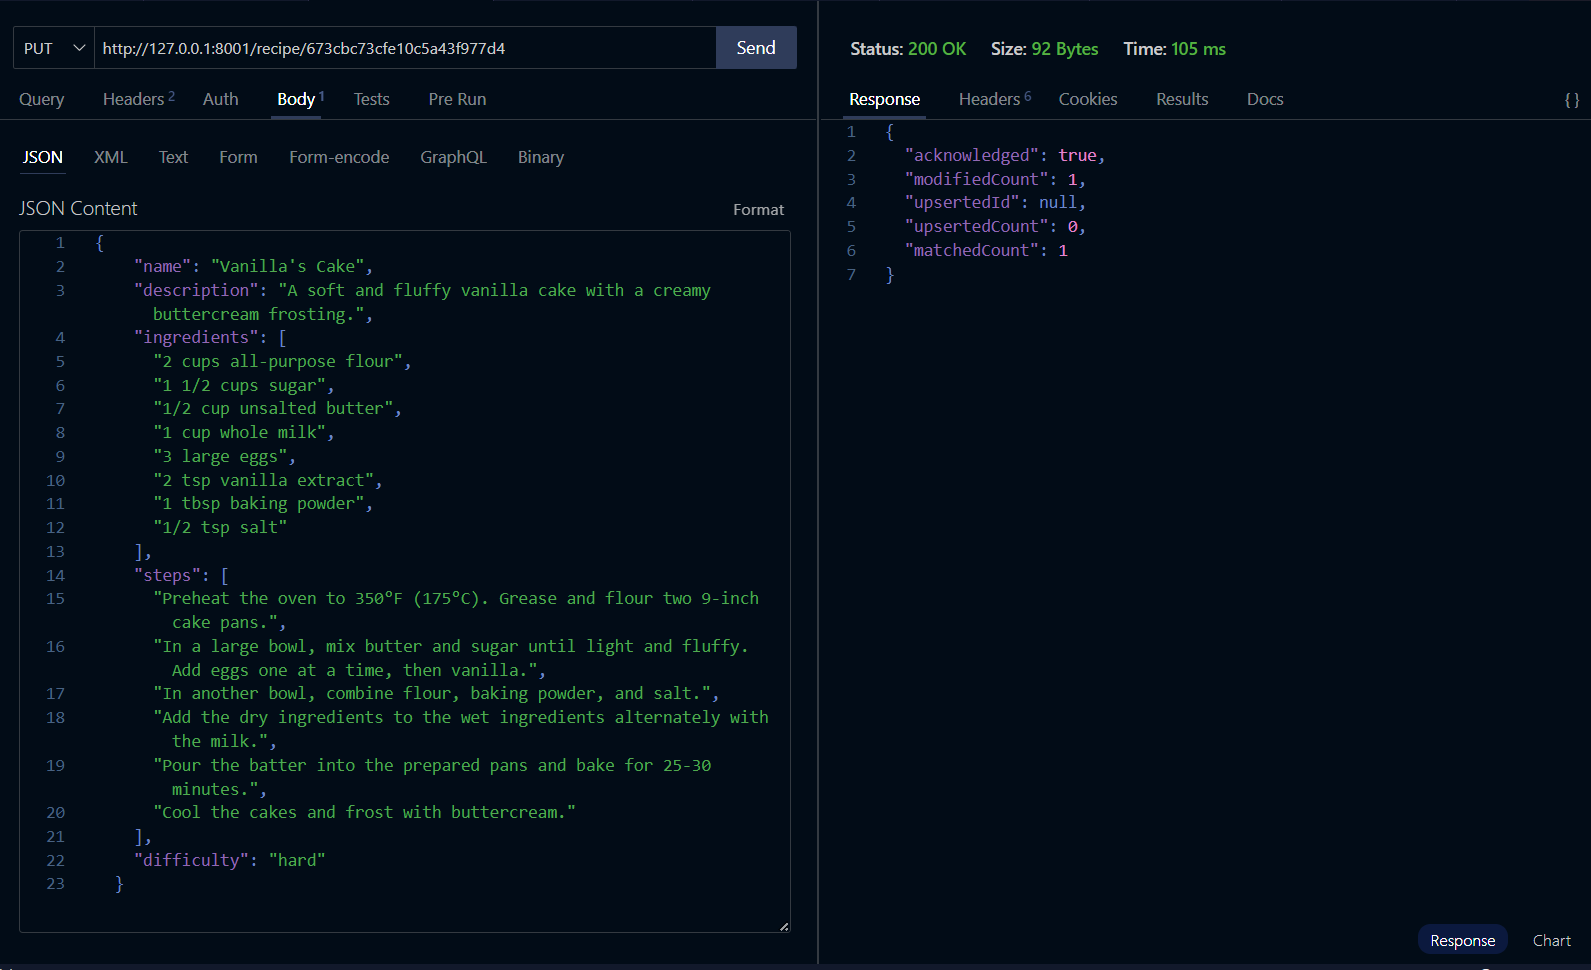 PUT http://127.0.0.1:8001/recipe/673cbc73cfe10c5a43f977d4 Send
Query Headers 2 Auth Body 1 Tests Pre Run
JSON XML Text Form Form-encode GraphQL Binary
JSON Content Format
1 {
2 "name": "Vanilla's Cake",
3 "description": "A soft and fluffy vanilla cake with a creamy
buttercream frosting.",
4 "ingredients": [
5 "2 cups all-purpose flour",
6 "1 1/2 cups sugar",
7 "1/2 cup unsalted butter",
8 "1 cup whole milk",
9 "3 large eggs",
10 "2 tsp vanilla extract",
11 "1 tbsp baking powder",
12 "1/2 tsp salt"
13 ],
14 "steps": [
15 "Preheat the oven to 350°F (175°C). Grease and flour two 9-inch
cake pans.",
16 "In a large bowl, mix butter and sugar until light and fluffy.
Add eggs one at a time, then vanilla.",
17 "In another bowl, combine flour, baking powder, and salt.",
18 "Add the dry ingredients to the wet ingredients alternately with
the milk.",
19 "Pour the batter into the prepared pans and bake for 25-30
minutes.",
20 "Cool the cakes and frost with buttercream."
21 ],
22 "difficulty": "hard"
23 }
Status: 200 OK Size: 92 Bytes Time: 105 ms
Response Headers 6 Cookies Results Docs { }
1 {
2 "acknowledged": true,
3 "modifiedCount": 1,
4 "upsertedId": null,
5 "upsertedCount": 0,
6 "matchedCount": 1
7 }
Response Chart